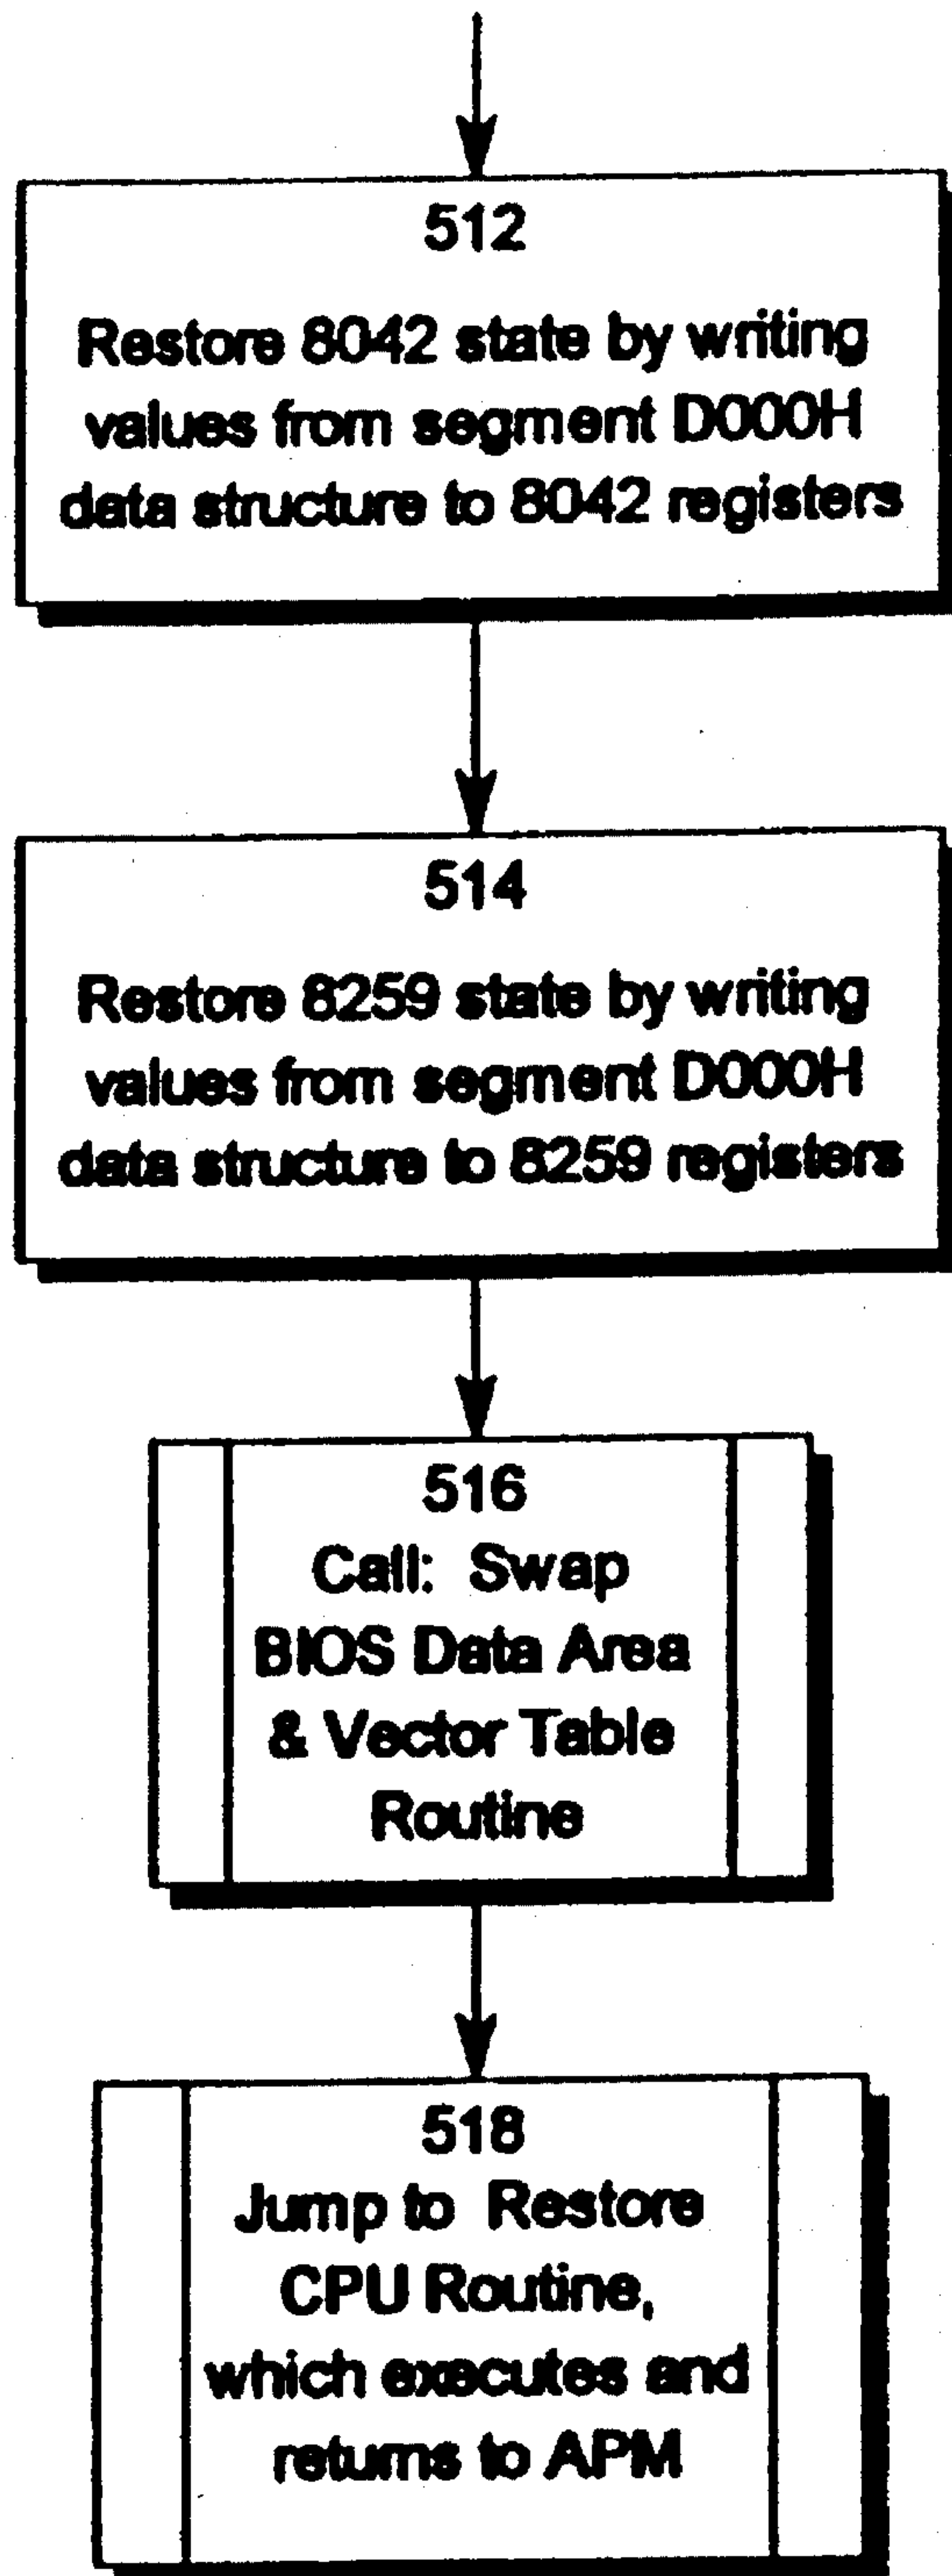 512
Restore 8042 state by writing
values from segment D000H
data structure to 8042 registers
514
Restore 8259 state by writing
values from segment D000H
data structure to 8259 registers
516
Call: Swap
BIOS Data Area
& Vector Table
Routine
518
Jump to Restore
CPU Routine,
which executes and
returns to APM